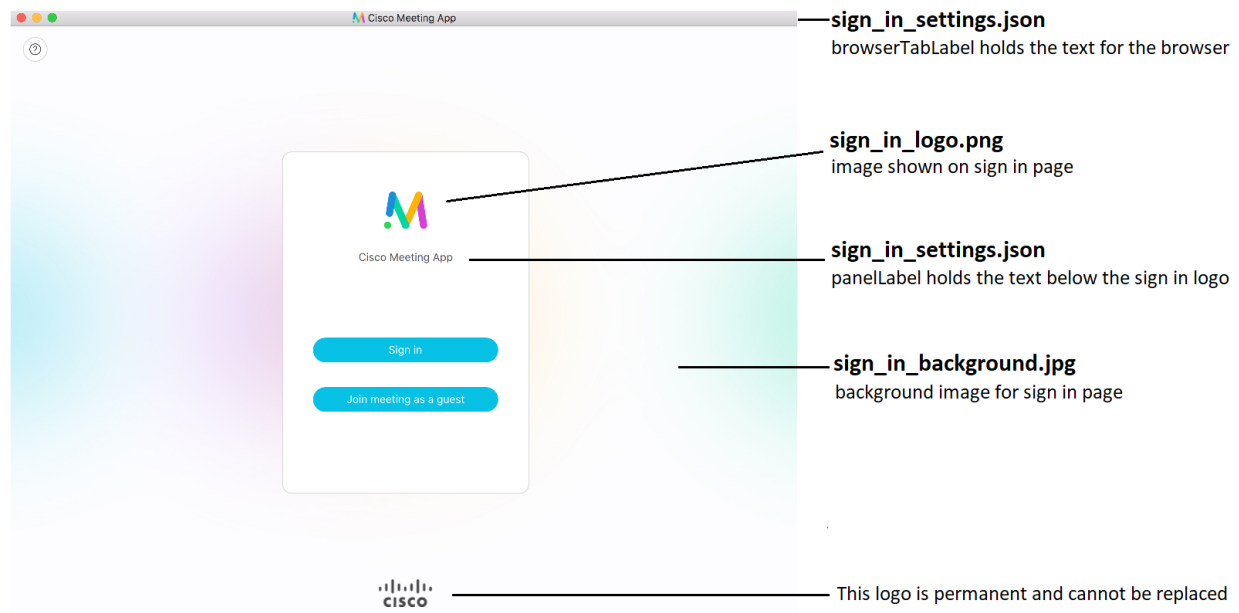 Cisco Meeting App
sign_in_settings.json
browserTabLabel holds the text for the browser
sign_in_logo.png
image shown on sign in page
Cisco Meeting App
sign_in_settings.json
panelLabel holds the text below the sign in logo
Sign in
sign_in_background.jpg
background image for sign in page
Join meeting as a guest
CISCO
This logo is permanent and cannot be replaced